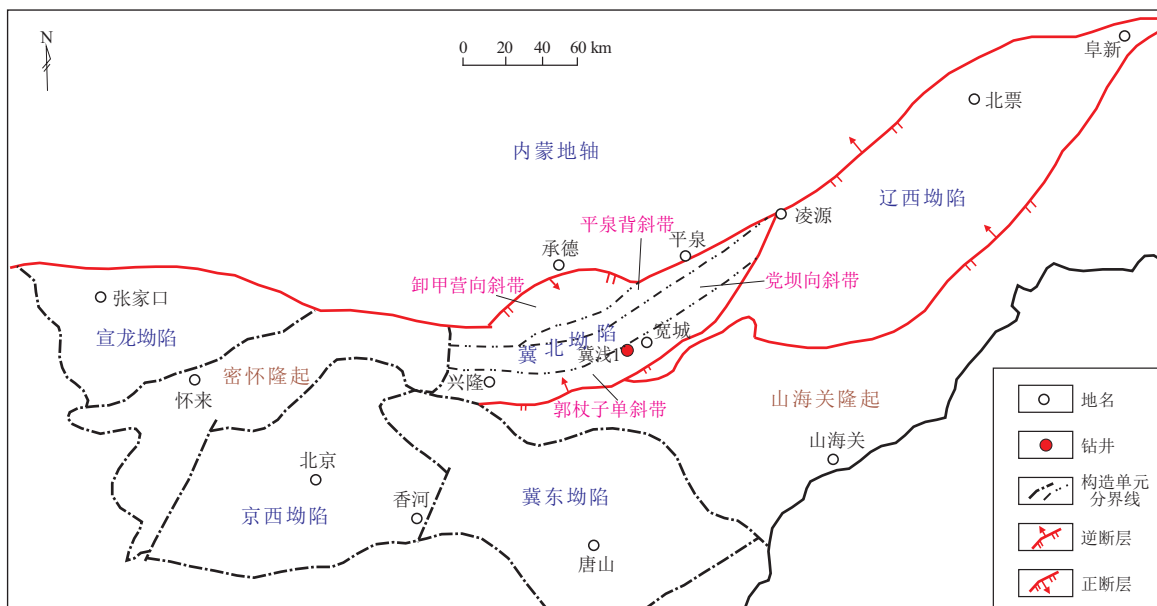 N
0 20 40 60 km
阜新
北票
内蒙地轴
辽西坳陷
凌源
平泉背斜带
平泉
承德
卸甲营向斜带
党坝向斜带
张家口
宣龙坳陷
冀北坳陷
宽城
冀浅1
兴隆
密怀隆起
怀来
郭杖子单斜带
山海关隆起
山海关
北京
京西坳陷
香河
冀东坳陷
唐山
地名
钻井
构造单元
分界线
逆断层
正断层